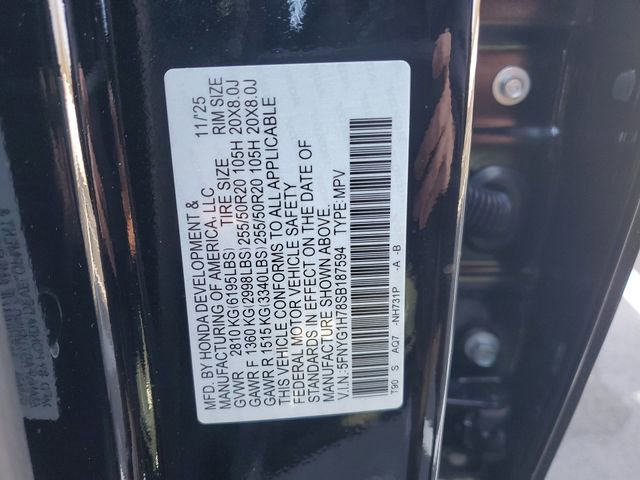 MFD. BY HONDA DEVELOPMENT & 11/'25
MANUFACTURING OF AMERICA, LLC
GVWR 2810 KG (6195LBS) TIRE SIZE RIM SIZE
GAWR F 1360 KG (2998LBS) 255/50R20 105H 20X8.0J
GAWR R 1515 KG (3340LBS) 255/50R20 105H 20X8.0J
THIS VEHICLE CONFORMS TO ALL APPLICABLE
FEDERAL MOTOR VEHICLE SAFETY
STANDARDS IN EFFECT ON THE DATE OF
MANUFACTURE SHOWN ABOVE.
V.I.N.:5FNYG1H78SB187594 TYPE:MPV
T90 S AQ7 -NH731P -A -B